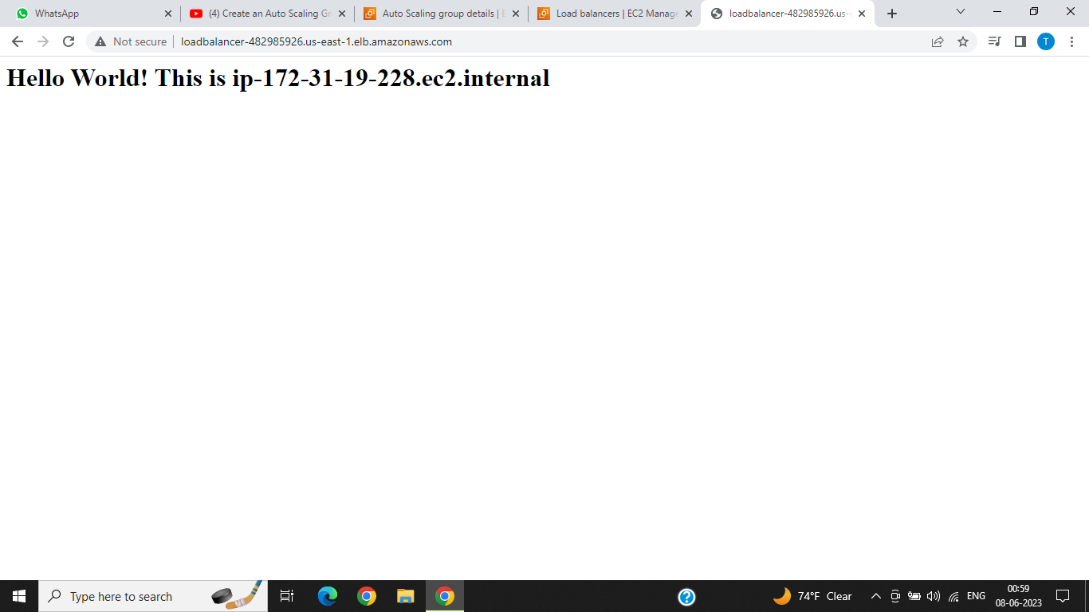 WhatsApp
(4) Create an Auto Scaling Gr
Auto Scaling group details | E
Load balancers | EC2 Manage
loadbalancer-482985926.us-e
Not secure
loadbalancer-482985926.us-east-1.elb.amazonaws.com
T
Hello World! This is ip-172-31-19-228.ec2.internal
Type here to search
?
74°F Clear
ENG
00:59
08-06-2023